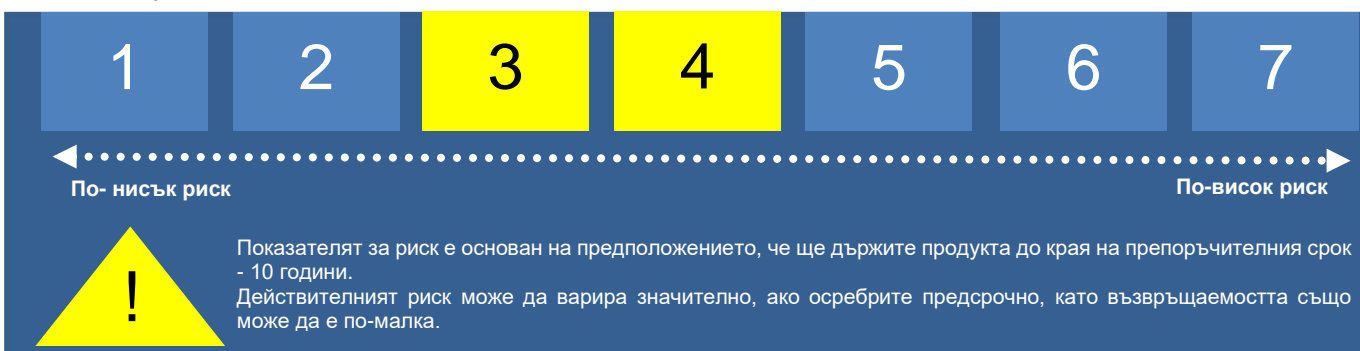 1 2 3 4 5 6 7
По- нисък риск
По-висок риск
!
Показателят за риск е основан на предположението, че ще държите продукта до края на препоръчителния срок
- 10 години.
Действителният риск може да варира значително, ако осребрите предсрочно, като възвръщаемостта също
може да е по-малка.